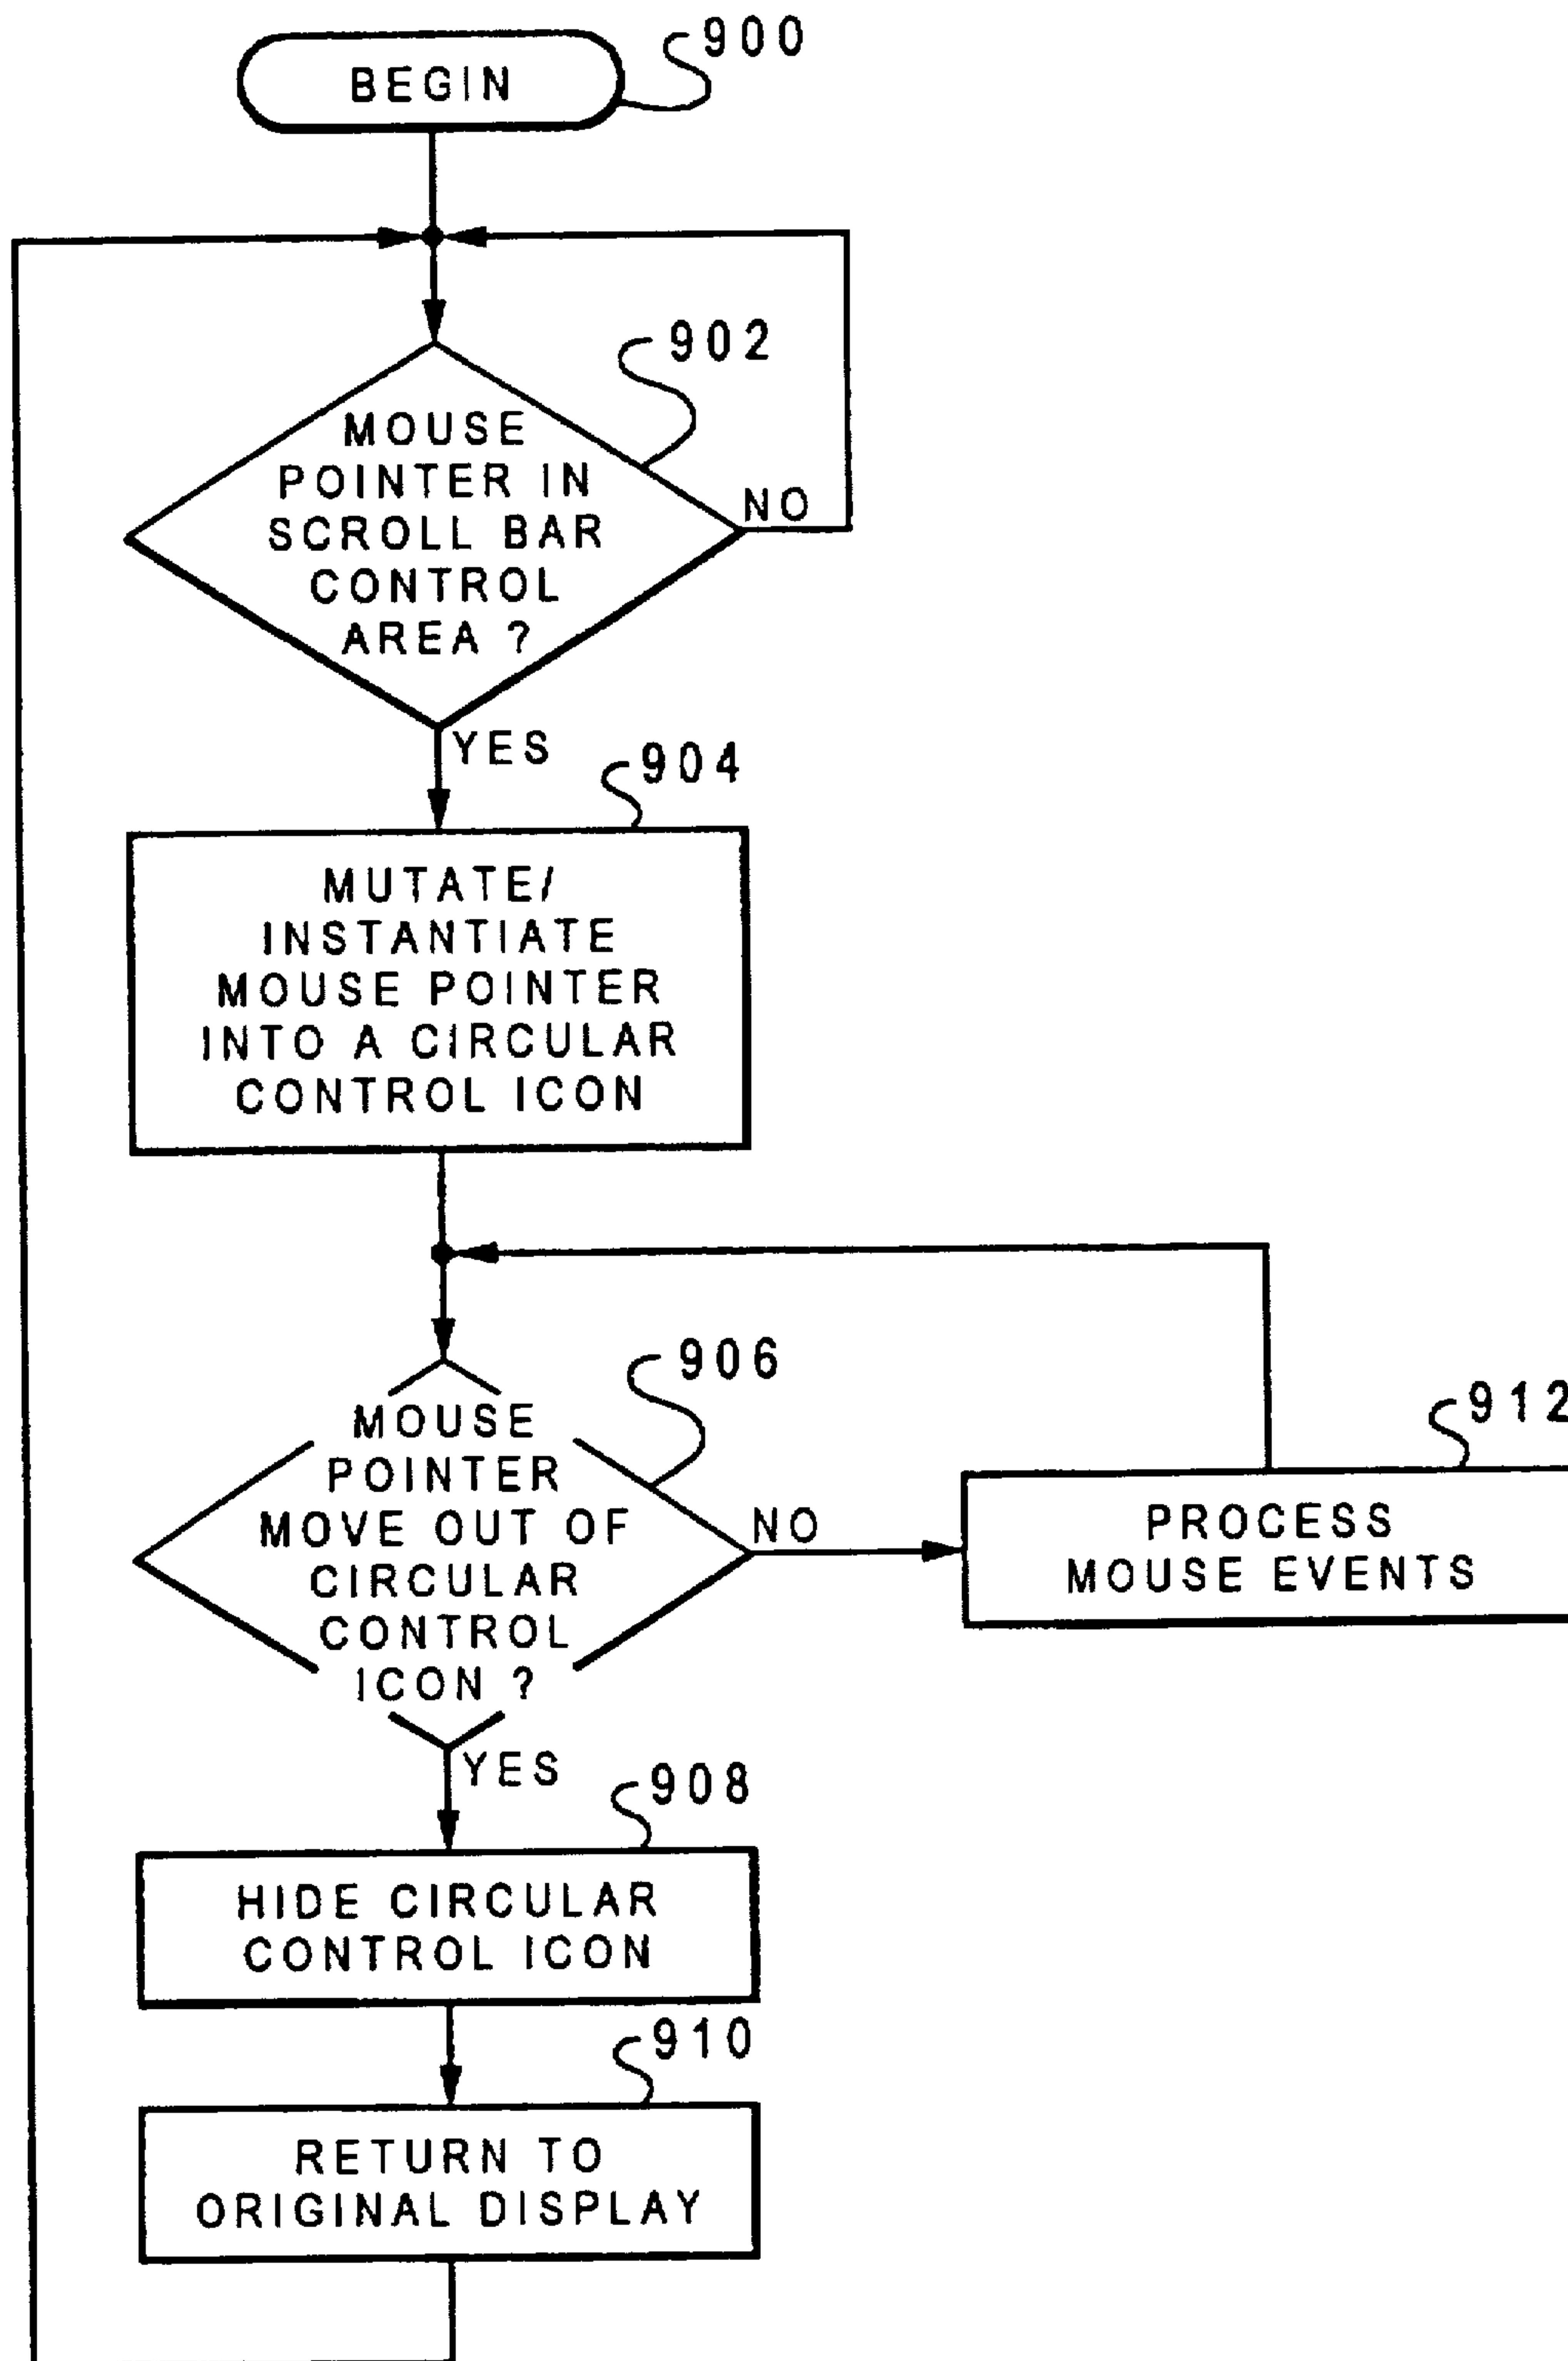 900
BEGIN
902
MOUSE
POINTER IN
SCROLL BAR
CONTROL
AREA ?
NO
YES
904
MUTATE/
INSTANTIATE
MOUSE POINTER
INTO A CIRCULAR
CONTROL ICON
906
MOUSE
POINTER
MOVE OUT OF
CIRCULAR
CONTROL
ICON ?
NO
912
PROCESS
MOUSE EVENTS
YES
908
HIDE CIRCULAR
CONTROL ICON
910
RETURN TO
ORIGINAL DISPLAY